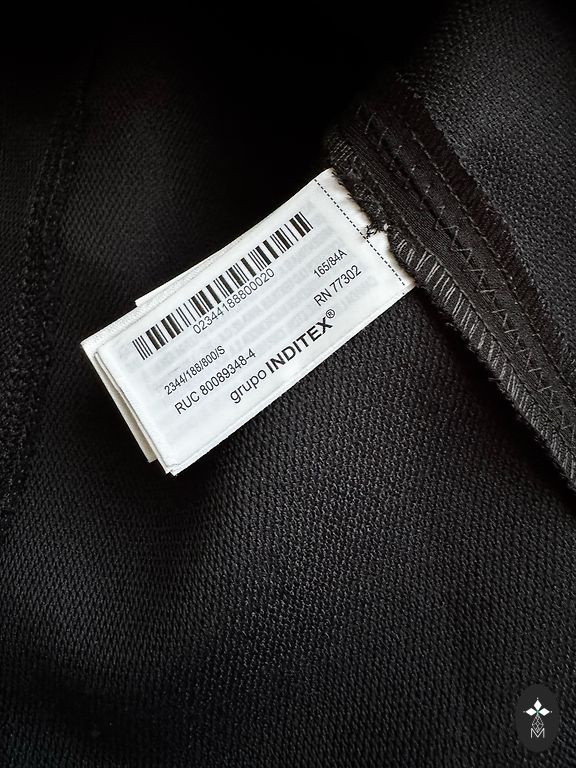 02344188800020
2344/188/800/S
165/84A
RUC 80089348-4
RN 77302
grupo INDITEX®
M